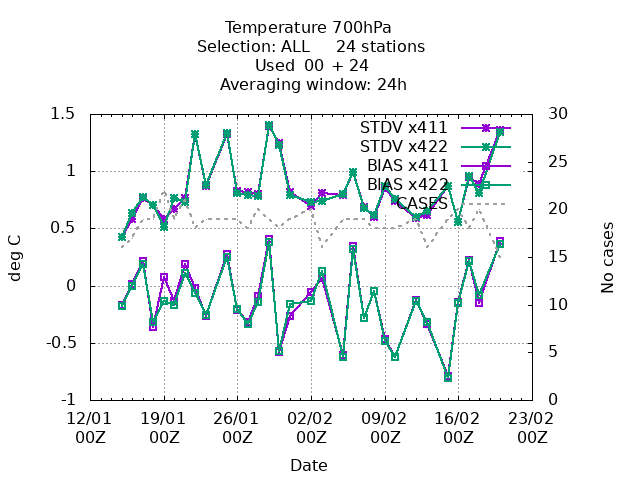 Temperature 700hPa
Selection: ALL     24 stations
Used  00  + 24
Averaging window: 24h
STDV x411
STDV x422
BIAS x411
BIAS x422
CASES
deg C
1.5
1
0.5
0
-0.5
-1
No cases
30
25
20
15
10
5
0
12/01 19/01 26/01 02/02 09/02 16/02 23/02
00Z 00Z 00Z 00Z 00Z 00Z 00Z
Date